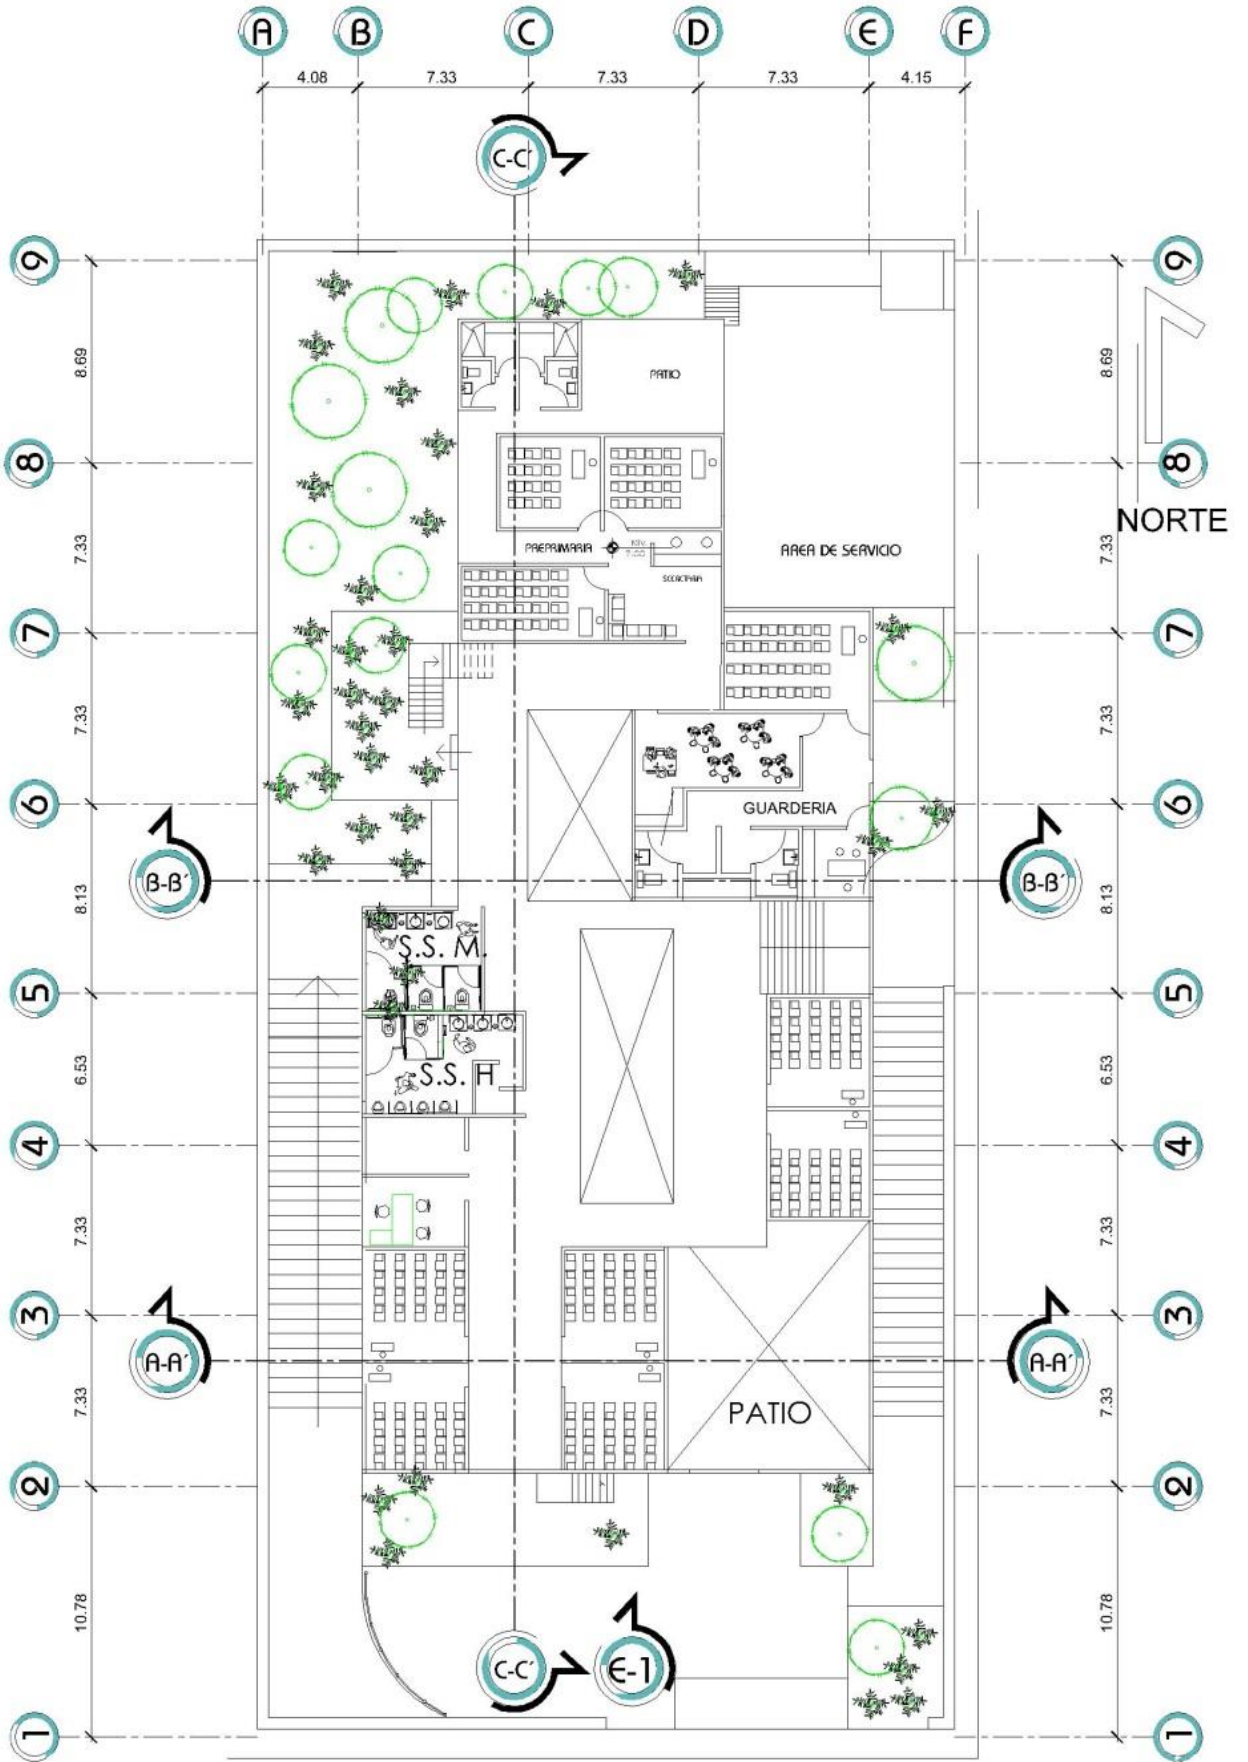 A B C D E F
4.08 7.33 7.33 7.33 4.15
C-C´
9 9
8.69 8.69
PATIO
8 8
NORTE
7.33 7.33
PREPRIMARIA
AREA DE SERVICIO
7 7
7.33 7.33
6 6
GUARDERIA
B-B´ B-B´
8.13 8.13
S.S. M.
5 5
6.53 6.53
S.S. H
4 4
7.33 7.33
3 3
A-A´ A-A´
7.33 7.33
PATIO
2 2
10.78 10.78
C-C´ E-1
1 1